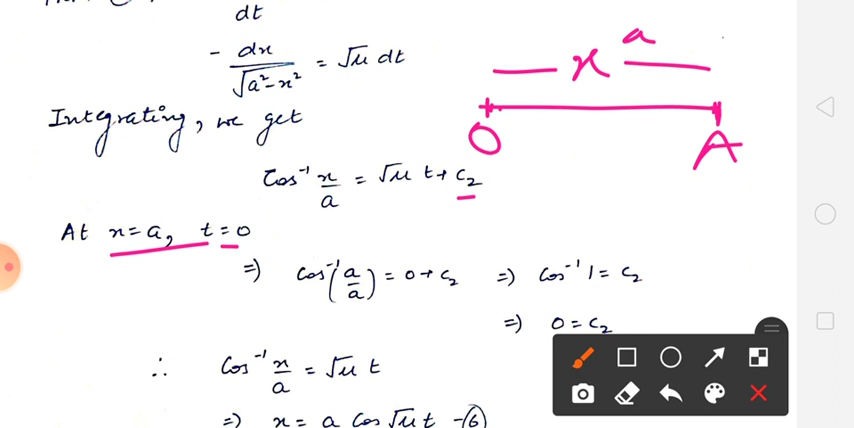 dt
- dx/√(a²-x²) = √μ dt
a
x
Integrating, we get
O A
Cos⁻¹ x/a = √μ t + c₂
At x=a, t=0
⇒ cos⁻¹(a/a) = 0+c₂ ⇒ cos⁻¹ 1 = c₂
⇒ 0 = c₂
∴ Cos⁻¹ x/a = √μ t
⇒ x = a Cos √μ t -(6)